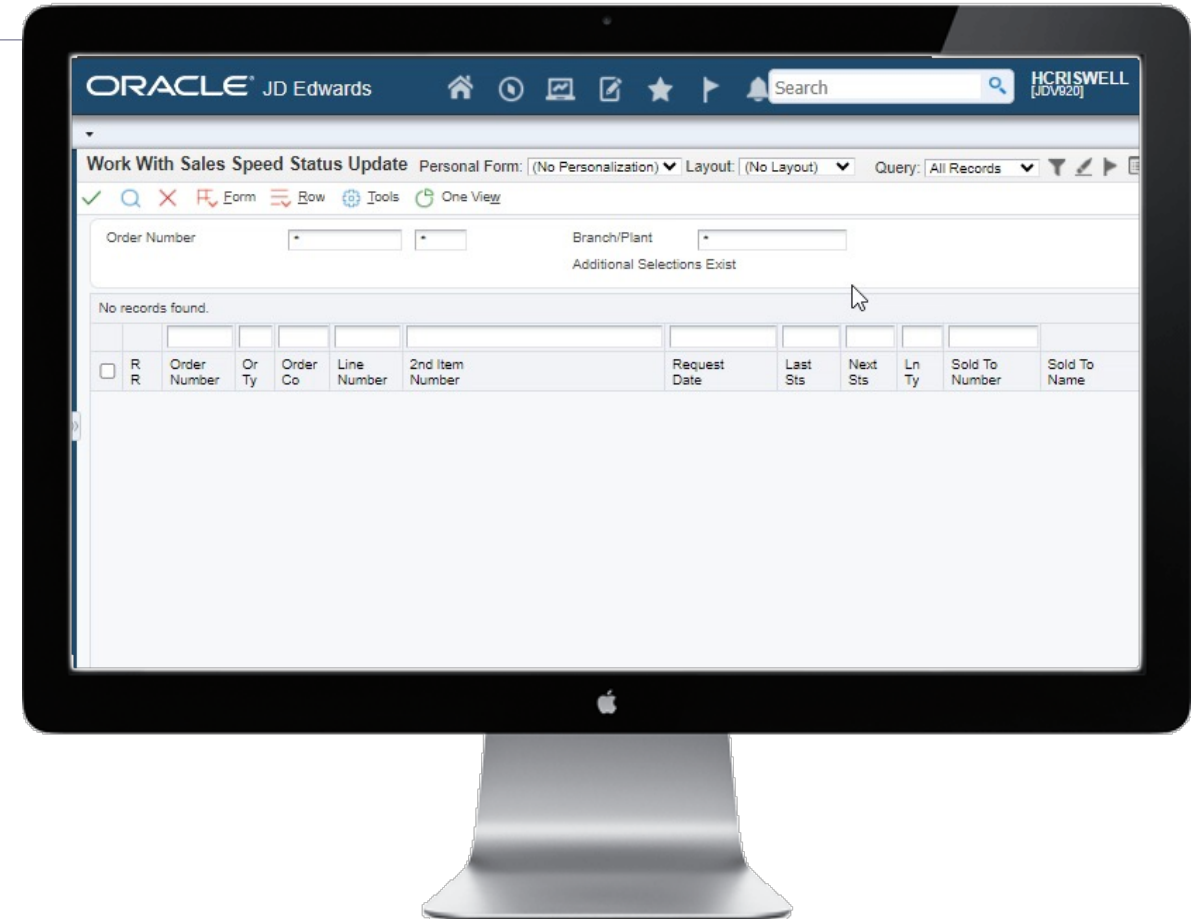 ORACLE® JD Edwards Search HCRISWELL
[JDV920]
Work With Sales Speed Status Update Personal Form: (No Personalization) Layout: (No Layout) Query: All Records
Form Row Tools One View
Order Number * * Branch/Plant *
Additional Selections Exist
No records found.
R Order Or Order Line 2nd Item Request Last Next Ln Sold To Sold To
R Number Ty Co Number Number Date Sts Sts Ty Number Name